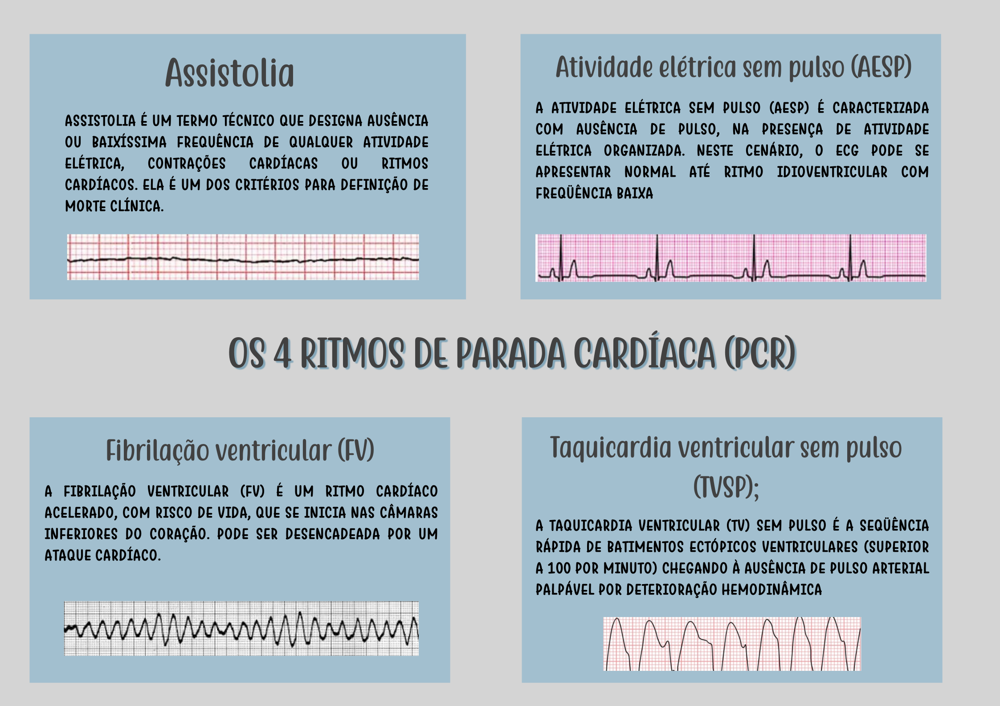 Assistolia
ASSISTOLIA É UM TERMO TÉCNICO QUE DESIGNA AUSÊNCIA
OU BAIXÍSSIMA FREQUÊNCIA DE QUALQUER ATIVIDADE
ELÉTRICA, CONTRAÇÕES CARDÍACAS OU RITMOS
CARDÍACOS. ELA É UM DOS CRITÉRIOS PARA DEFINIÇÃO DE
MORTE CLÍNICA.
Atividade elétrica sem pulso (AESP)
A ATIVIDADE ELÉTRICA SEM PULSO (AESP) É CARACTERIZADA
COM AUSÊNCIA DE PULSO, NA PRESENÇA DE ATIVIDADE
ELÉTRICA ORGANIZADA. NESTE CENÁRIO, O ECG PODE SE
APRESENTAR NORMAL ATÉ RITMO IDIOVENTRICULAR COM
FREQÜÊNCIA BAIXA
OS 4 RITMOS DE PARADA CARDÍACA (PCR)
Fibrilação ventricular (FV)
A FIBRILAÇÃO VENTRICULAR (FV) É UM RITMO CARDÍACO
ACELERADO, COM RISCO DE VIDA, QUE SE INICIA NAS CÂMARAS
INFERIORES DO CORAÇÃO. PODE SER DESENCADEADA POR UM
ATAQUE CARDÍACO.
Taquicardia ventricular sem pulso
(TVSP);
A TAQUICARDIA VENTRICULAR (TV) SEM PULSO É A SEQÜÊNCIA
RÁPIDA DE BATIMENTOS ECTÓPICOS VENTRICULARES (SUPERIOR
A 100 POR MINUTO) CHEGANDO À AUSÊNCIA DE PULSO ARTERIAL
PALPÁVEL POR DETERIORAÇÃO HEMODINÂMICA